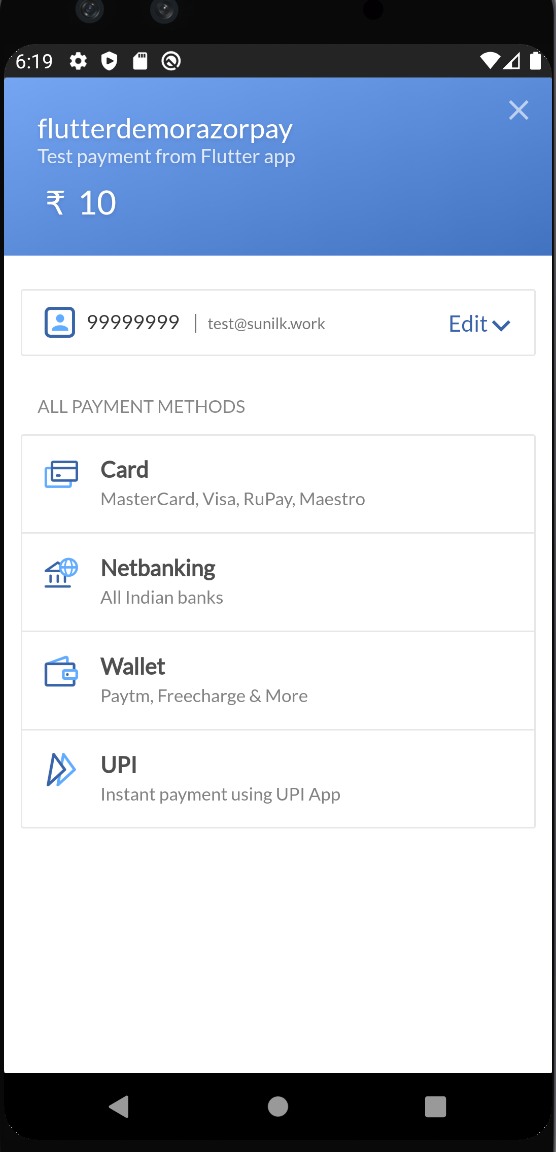 6:19
flutterdemorazorpay
Test payment from Flutter app
₹ 10
99999999 | test@sunilk.work Edit
ALL PAYMENT METHODS
Card
MasterCard, Visa, RuPay, Maestro
Netbanking
All Indian banks
Wallet
Paytm, Freecharge & More
UPI
Instant payment using UPI App